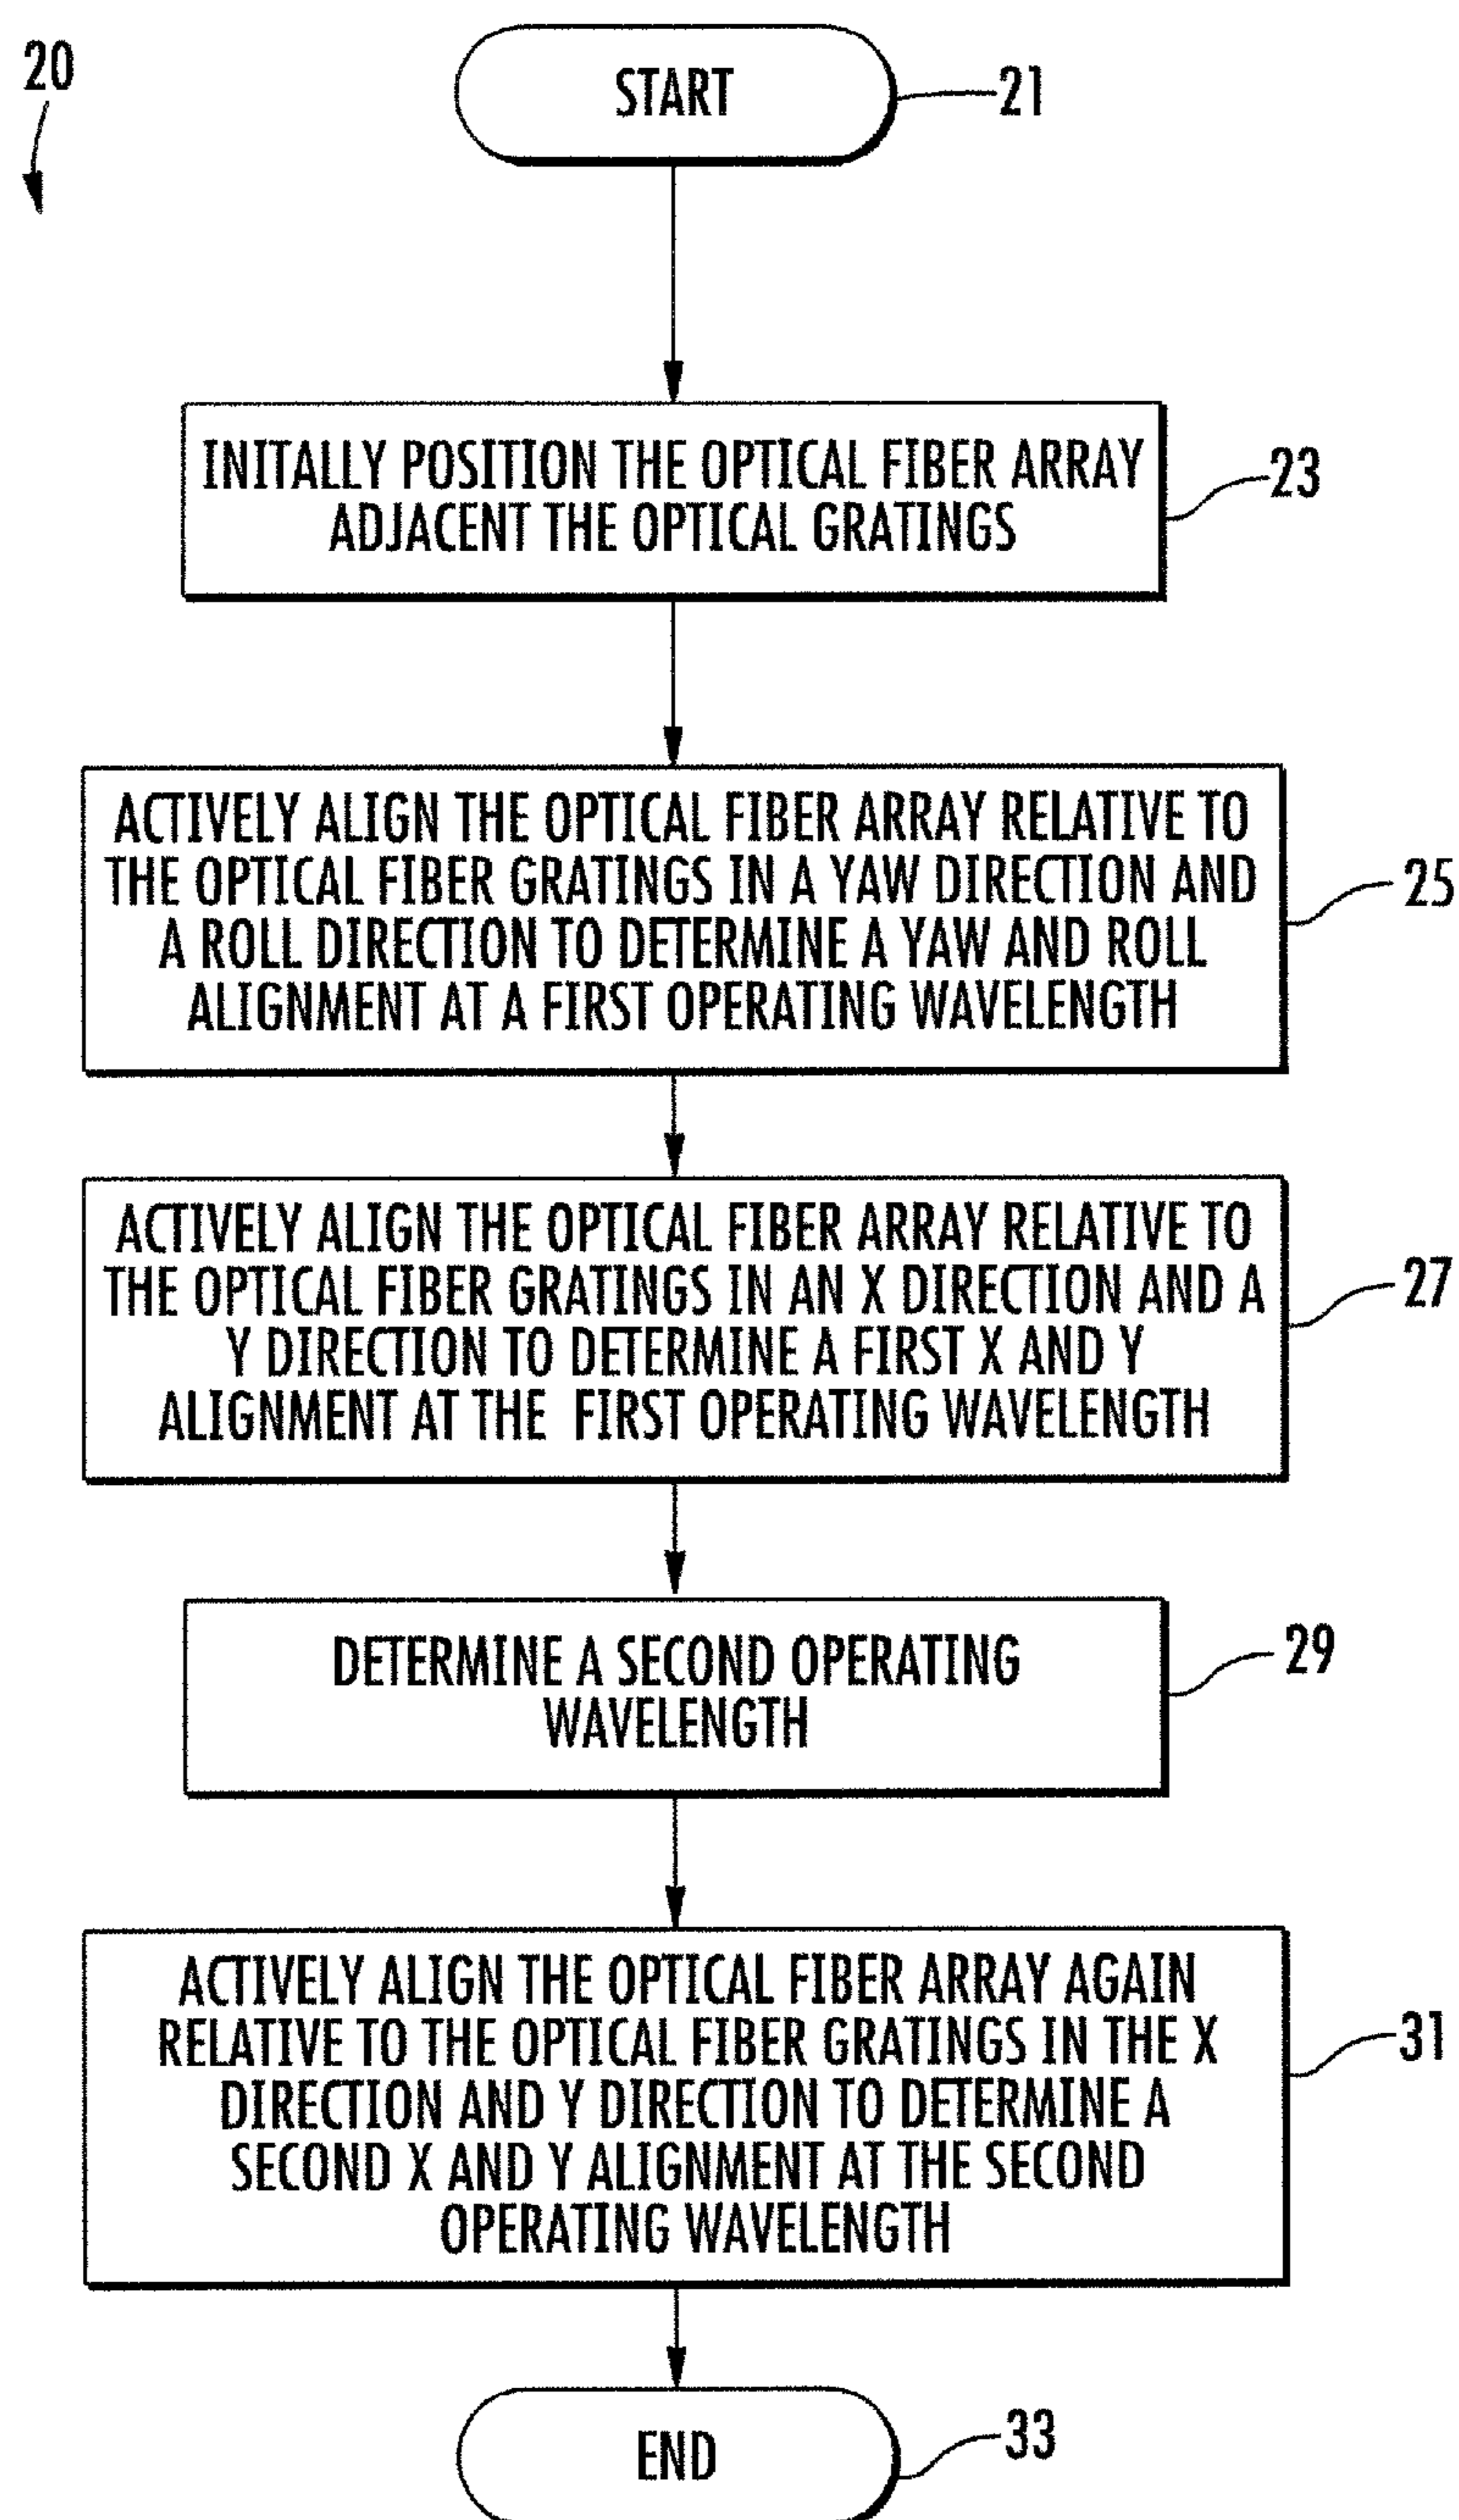 20
START
21
INITALLY POSITION THE OPTICAL FIBER ARRAY
ADJACENT THE OPTICAL GRATINGS
23
ACTIVELY ALIGN THE OPTICAL FIBER ARRAY RELATIVE TO
THE OPTICAL FIBER GRATINGS IN A YAW DIRECTION AND
A ROLL DIRECTION TO DETERMINE A YAW AND ROLL
ALIGNMENT AT A FIRST OPERATING WAVELENGTH
25
ACTIVELY ALIGN THE OPTICAL FIBER ARRAY RELATIVE TO
THE OPTICAL FIBER GRATINGS IN AN X DIRECTION AND A
Y DIRECTION TO DETERMINE A FIRST X AND Y
ALIGNMENT AT THE FIRST OPERATING WAVELENGTH
27
DETERMINE A SECOND OPERATING
WAVELENGTH
29
ACTIVELY ALIGN THE OPTICAL FIBER ARRAY AGAIN
RELATIVE TO THE OPTICAL FIBER GRATINGS IN THE X
DIRECTION AND Y DIRECTION TO DETERMINE A
SECOND X AND Y ALIGNMENT AT THE SECOND
OPERATING WAVELENGTH
31
END
33